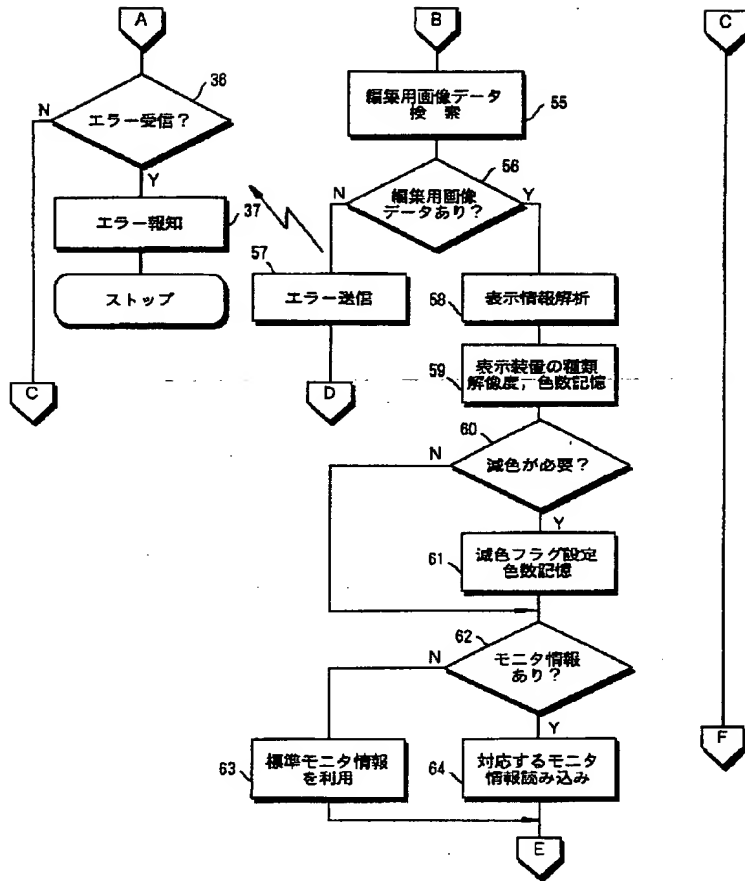 A
B
C
36
N
エラー受信？
Y
エラー報知
37
ストップ
C
編集用画像データ
検　索
55
56
N
編集用画像
データあり？
Y
57
エラー送信
D
58
表示情報解析
59
表示装置の種類
解像度，色数記憶
60
N
減色が必要？
Y
61
減色フラグ設定
色数記憶
62
N
モニタ情報
あり？
Y
63
標準モニタ情報
を利用
64
対応するモニタ
情報読み込み
E
F